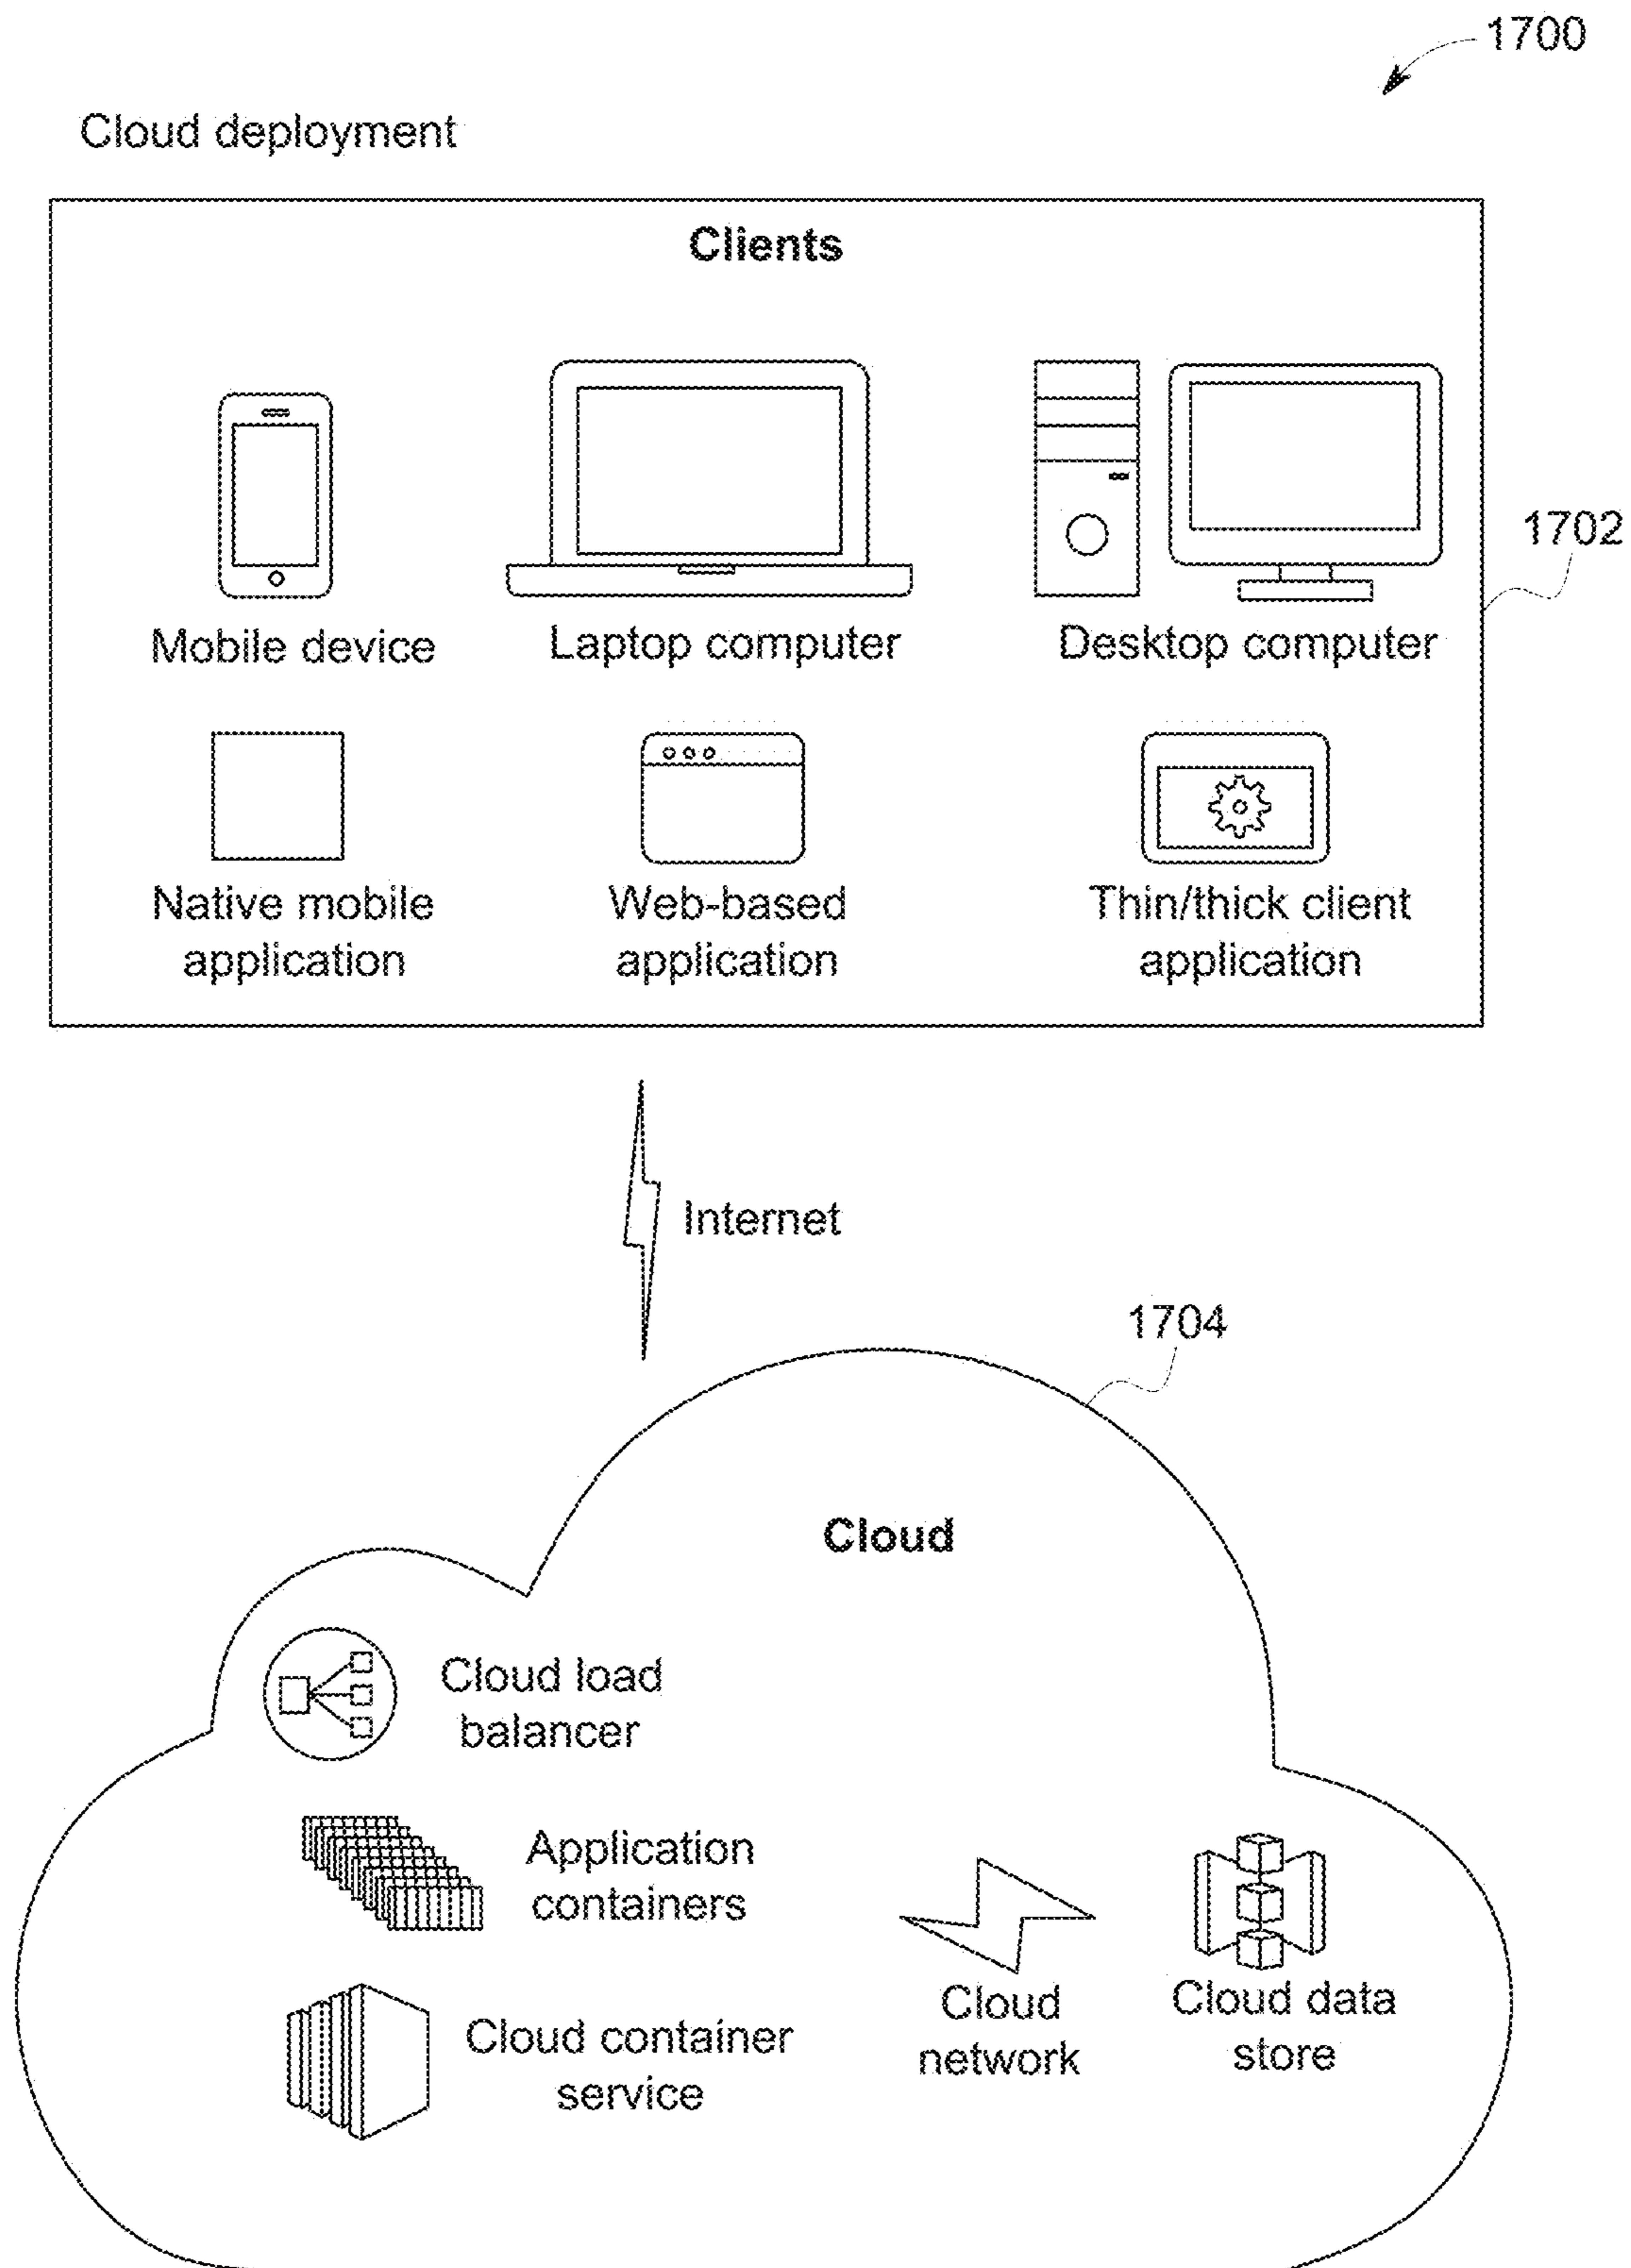 1700
Cloud deployment
Clients
1702
Mobile device
Laptop computer
Desktop computer
Native mobile
application
Web-based
application
Thin/thick client
application
Internet
1704
Cloud
Cloud load
balancer
Application
containers
Cloud container
service
Cloud
network
Cloud data
store